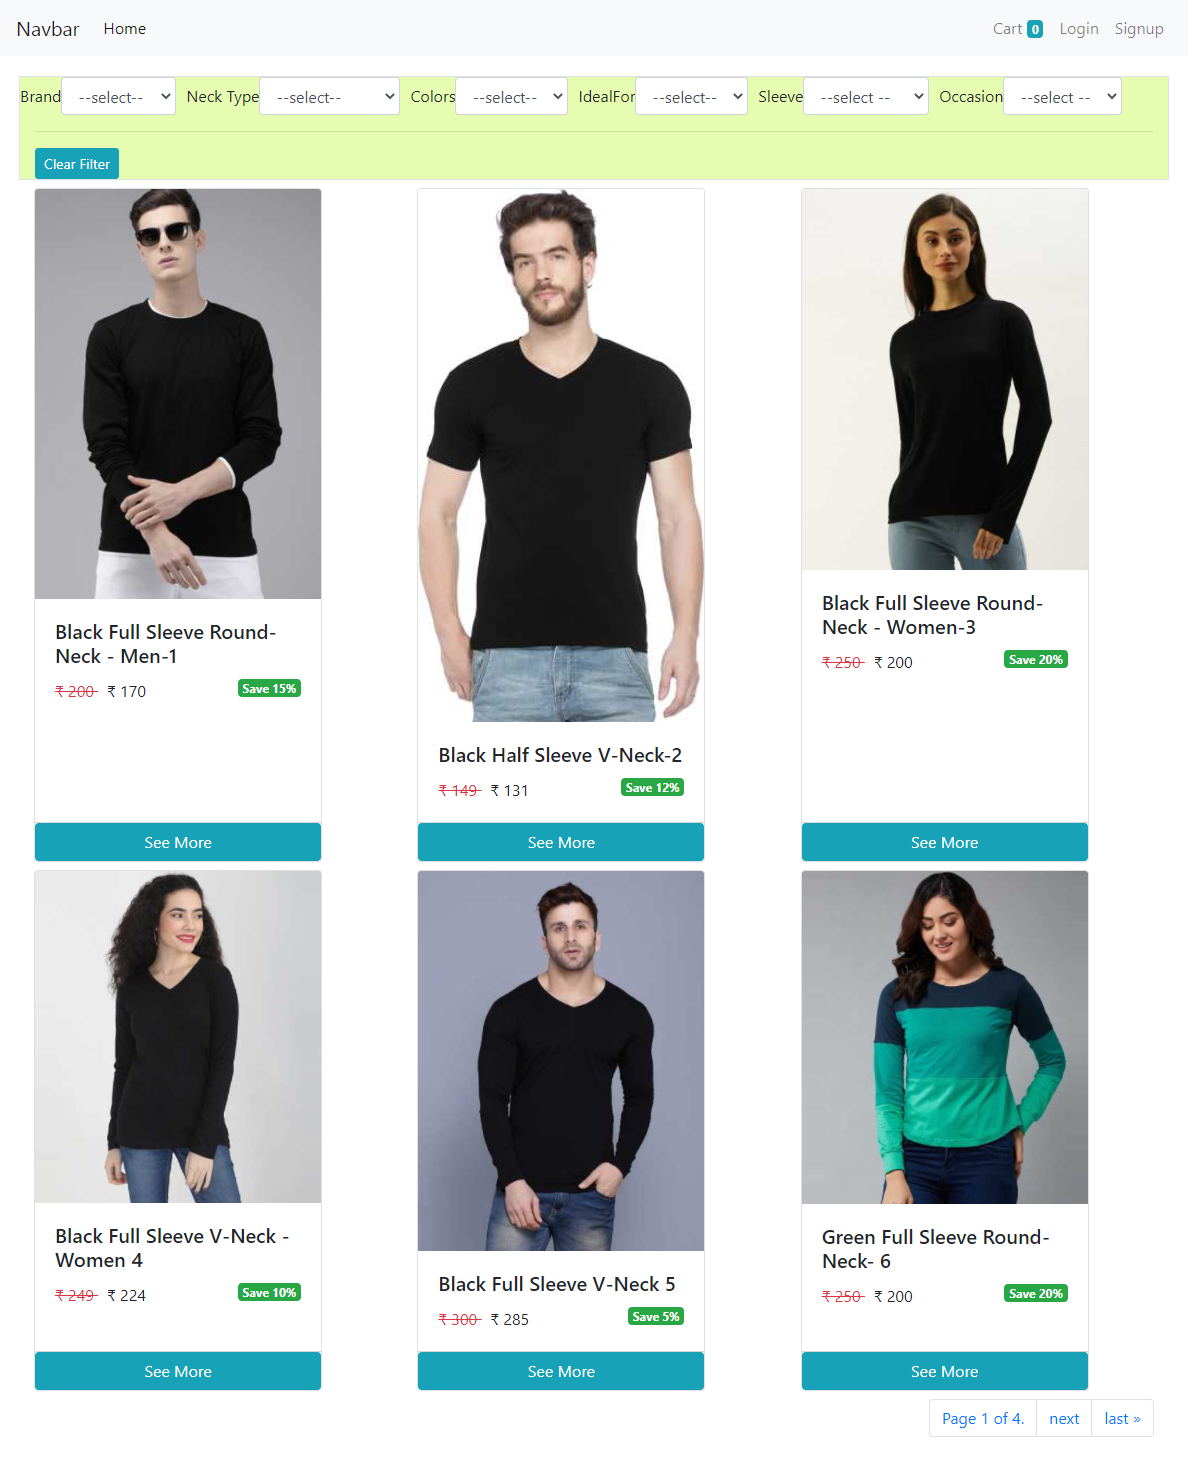 Navbar Home Cart 0 Login Signup
Brand --select-- Neck Type --select-- Colors --select-- IdealFor --select-- Sleeve --select -- Occasion --select --
Clear Filter
Black Full Sleeve Round-
Neck - Men-1
₹ 200 ₹ 170 Save 15%
See More
Black Half Sleeve V-Neck-2
₹ 149 ₹ 131 Save 12%
See More
Black Full Sleeve Round-
Neck - Women-3
₹ 250 ₹ 200 Save 20%
See More
Black Full Sleeve V-Neck -
Women 4
₹ 249 ₹ 224 Save 10%
See More
Black Full Sleeve V-Neck 5
₹ 300 ₹ 285 Save 5%
See More
Green Full Sleeve Round-
Neck- 6
₹ 250 ₹ 200 Save 20%
See More
Page 1 of 4. next last »